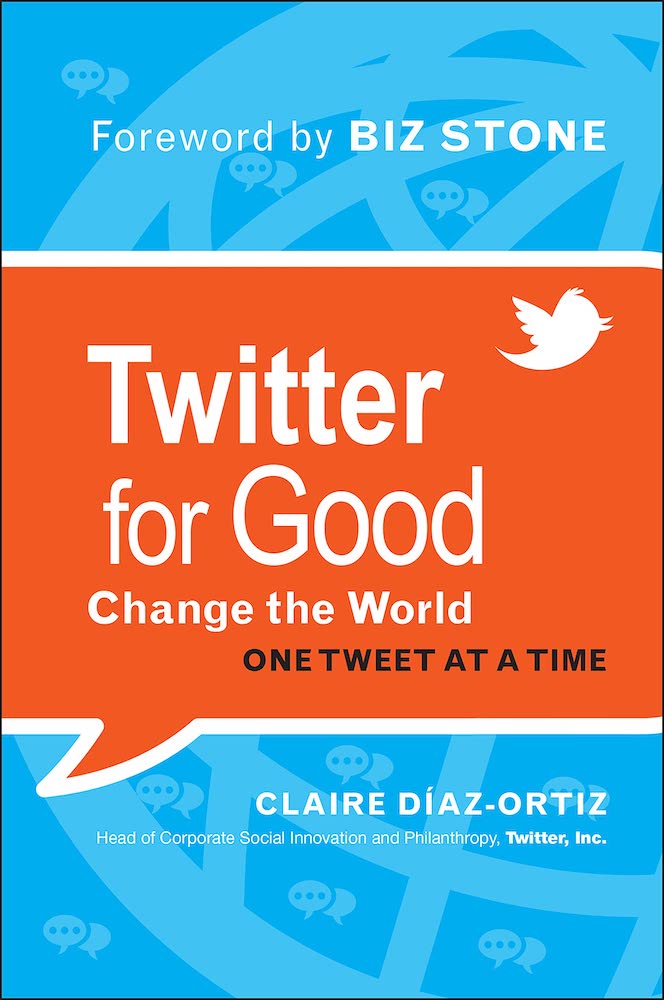 Foreword by BIZ STONE
Twitter
for Good
Change the World
ONE TWEET AT A TIME
CLAIRE DÍAZ-ORTIZ
Head of Corporate Social Innovation and Philanthropy, Twitter, Inc.